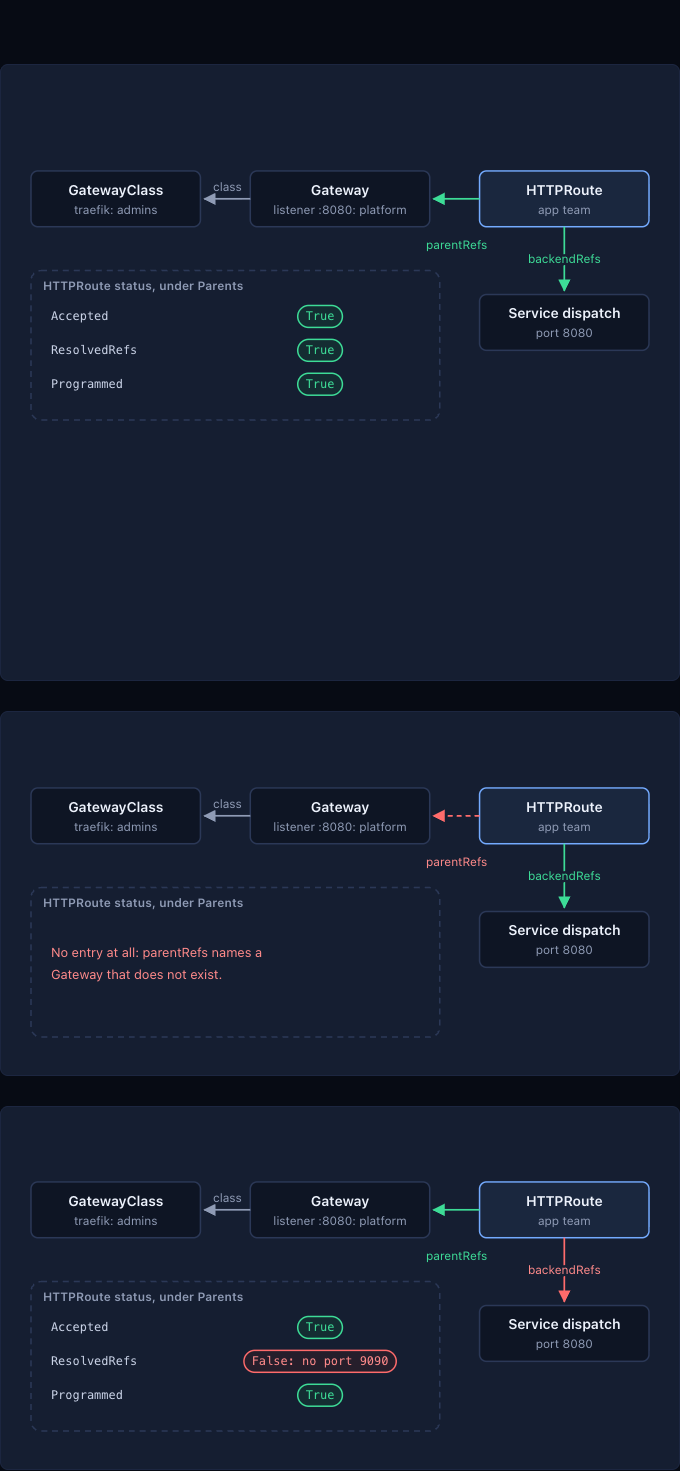 GatewayClass
traefik: admins
class
Gateway
listener :8080: platform
HTTPRoute
app team
parentRefs
backendRefs
HTTPRoute status, under Parents
Accepted
True
ResolvedRefs
True
Programmed
True
Service dispatch
port 8080
GatewayClass
traefik: admins
class
Gateway
listener :8080: platform
HTTPRoute
app team
parentRefs
backendRefs
HTTPRoute status, under Parents
No entry at all: parentRefs names a
Gateway that does not exist.
Service dispatch
port 8080
GatewayClass
traefik: admins
class
Gateway
listener :8080: platform
HTTPRoute
app team
parentRefs
backendRefs
HTTPRoute status, under Parents
Accepted
True
ResolvedRefs
False: no port 9090
Programmed
True
Service dispatch
port 8080